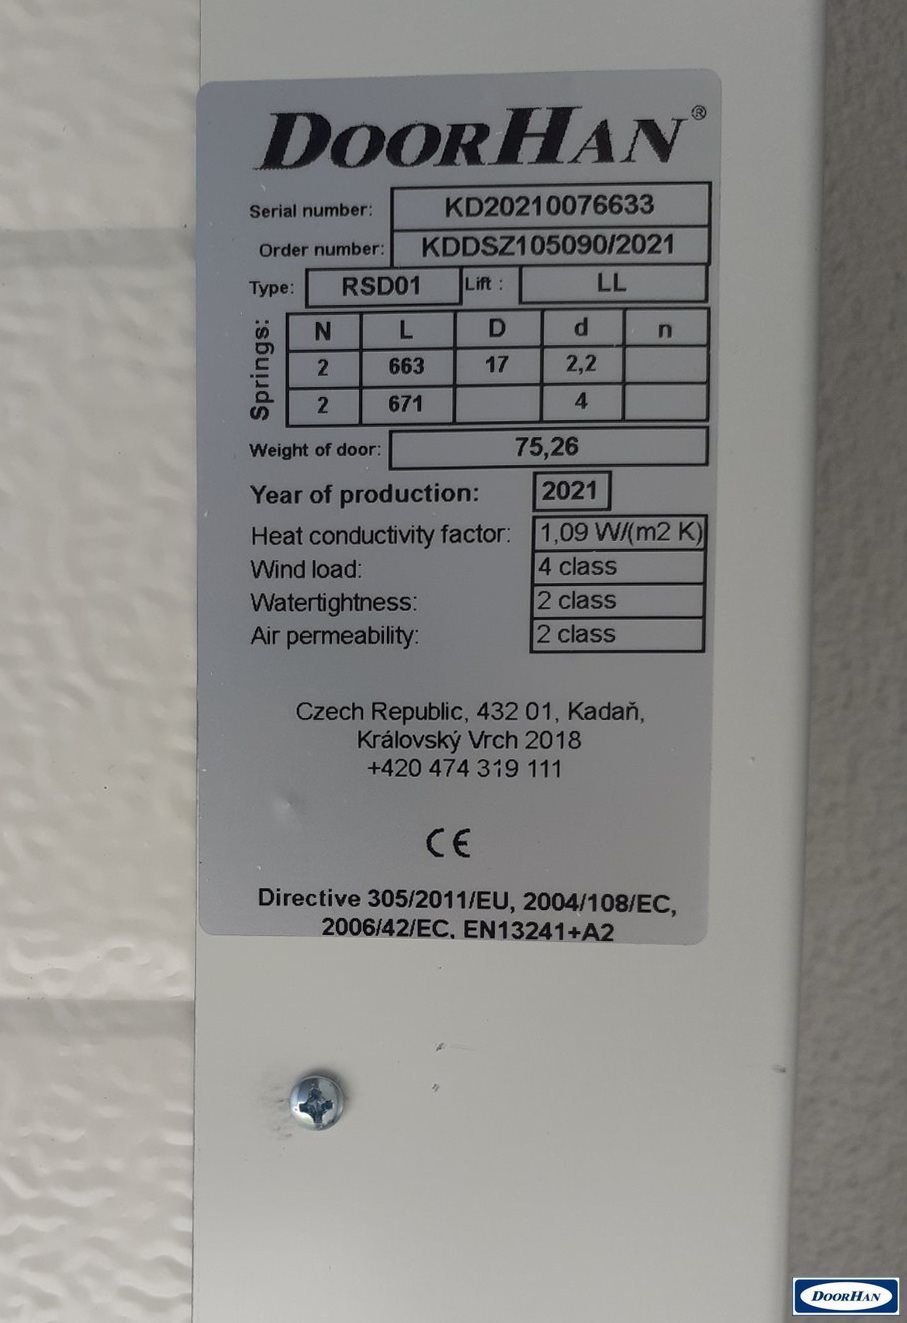 DOORHAN®
Serial number: KD20210076633
Order number: KDDSZ105090/2021
Type: RSD01 Lift : LL
Springs:
N L D d n
2 663 17 2,2
2 671 4
Weight of door: 75,26
Year of production: 2021
Heat conductivity factor: 1,09 W/(m2 K)
Wind load: 4 class
Watertightness: 2 class
Air permeability: 2 class
Czech Republic, 432 01, Kadaň,
Královský Vrch 2018
+420 474 319 111
CE
Directive 305/2011/EU, 2004/108/EC,
2006/42/EC, EN13241+A2
DOORHAN